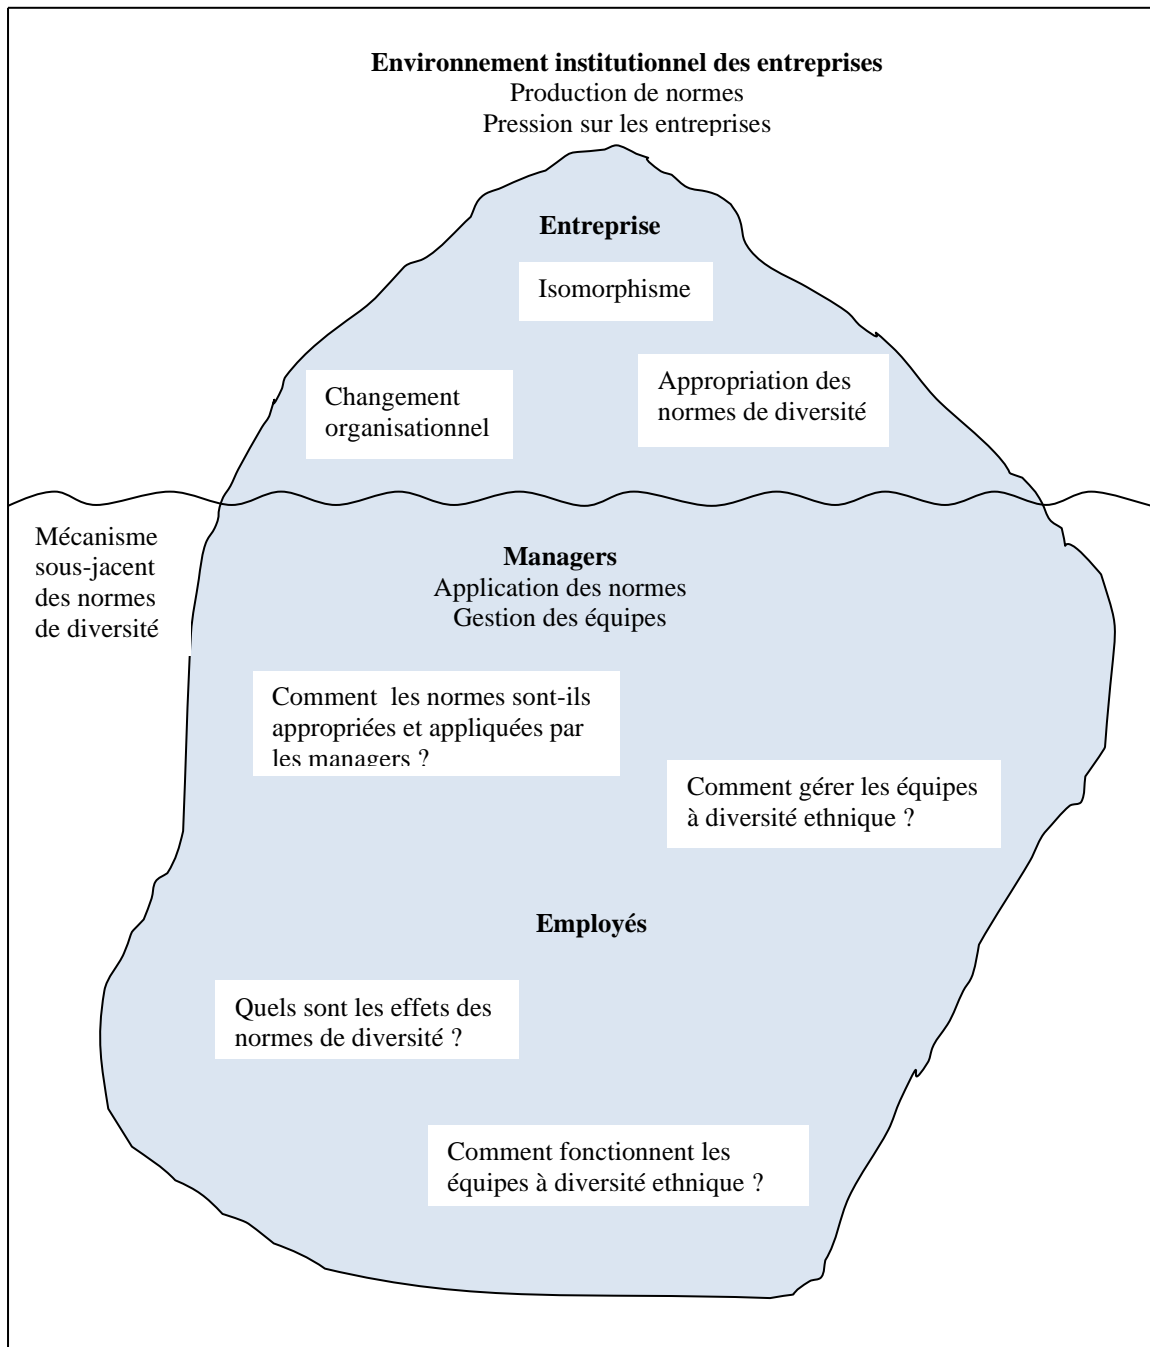 Environnement institutionnel des entreprises
Production de normes
Pression sur les entreprises
Entreprise
Isomorphisme
Changement
organisationnel
Appropriation des
normes de diversité
Mécanisme
sous-jacent
des normes
de diversité
Managers
Application des normes
Gestion des équipes
Comment les normes sont-ils
appropriées et appliquées par
les managers ?
Comment gérer les équipes
à diversité ethnique ?
Employés
Quels sont les effets des
normes de diversité ?
Comment fonctionnent les
équipes à diversité ethnique ?